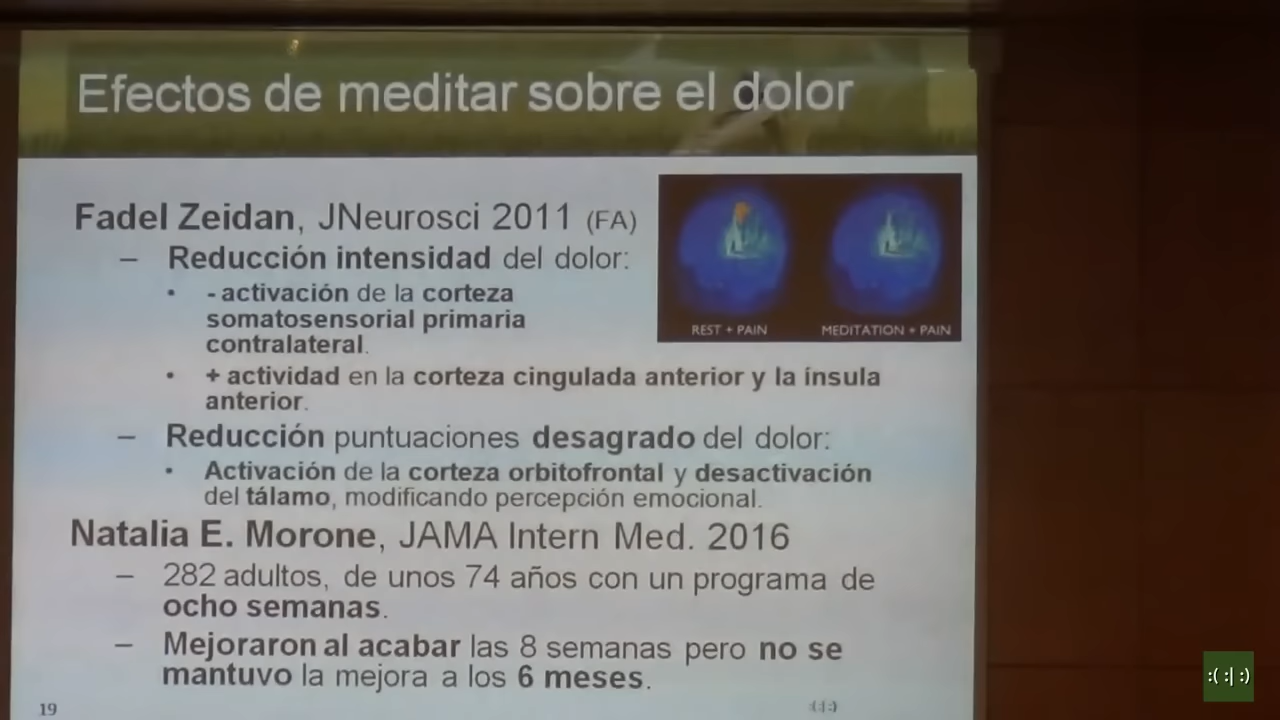 Efectos de meditar sobre el dolor
Fadel Zeidan, JNeurosci 2011 (FA)
– Reducción intensidad del dolor:
• - activación de la corteza
somatosensorial primaria
contralateral.
• + actividad en la corteza cingulada anterior y la ínsula
anterior.
– Reducción puntuaciones desagrado del dolor:
• Activación de la corteza orbitofrontal y desactivación
del tálamo, modificando percepción emocional.
REST + PAIN
MEDITATION + PAIN
Natalia E. Morone, JAMA Intern Med. 2016
– 282 adultos, de unos 74 años con un programa de
ocho semanas.
– Mejoraron al acabar las 8 semanas pero no se
mantuvo la mejora a los 6 meses.
19
:(·|·:)
:( :| :)